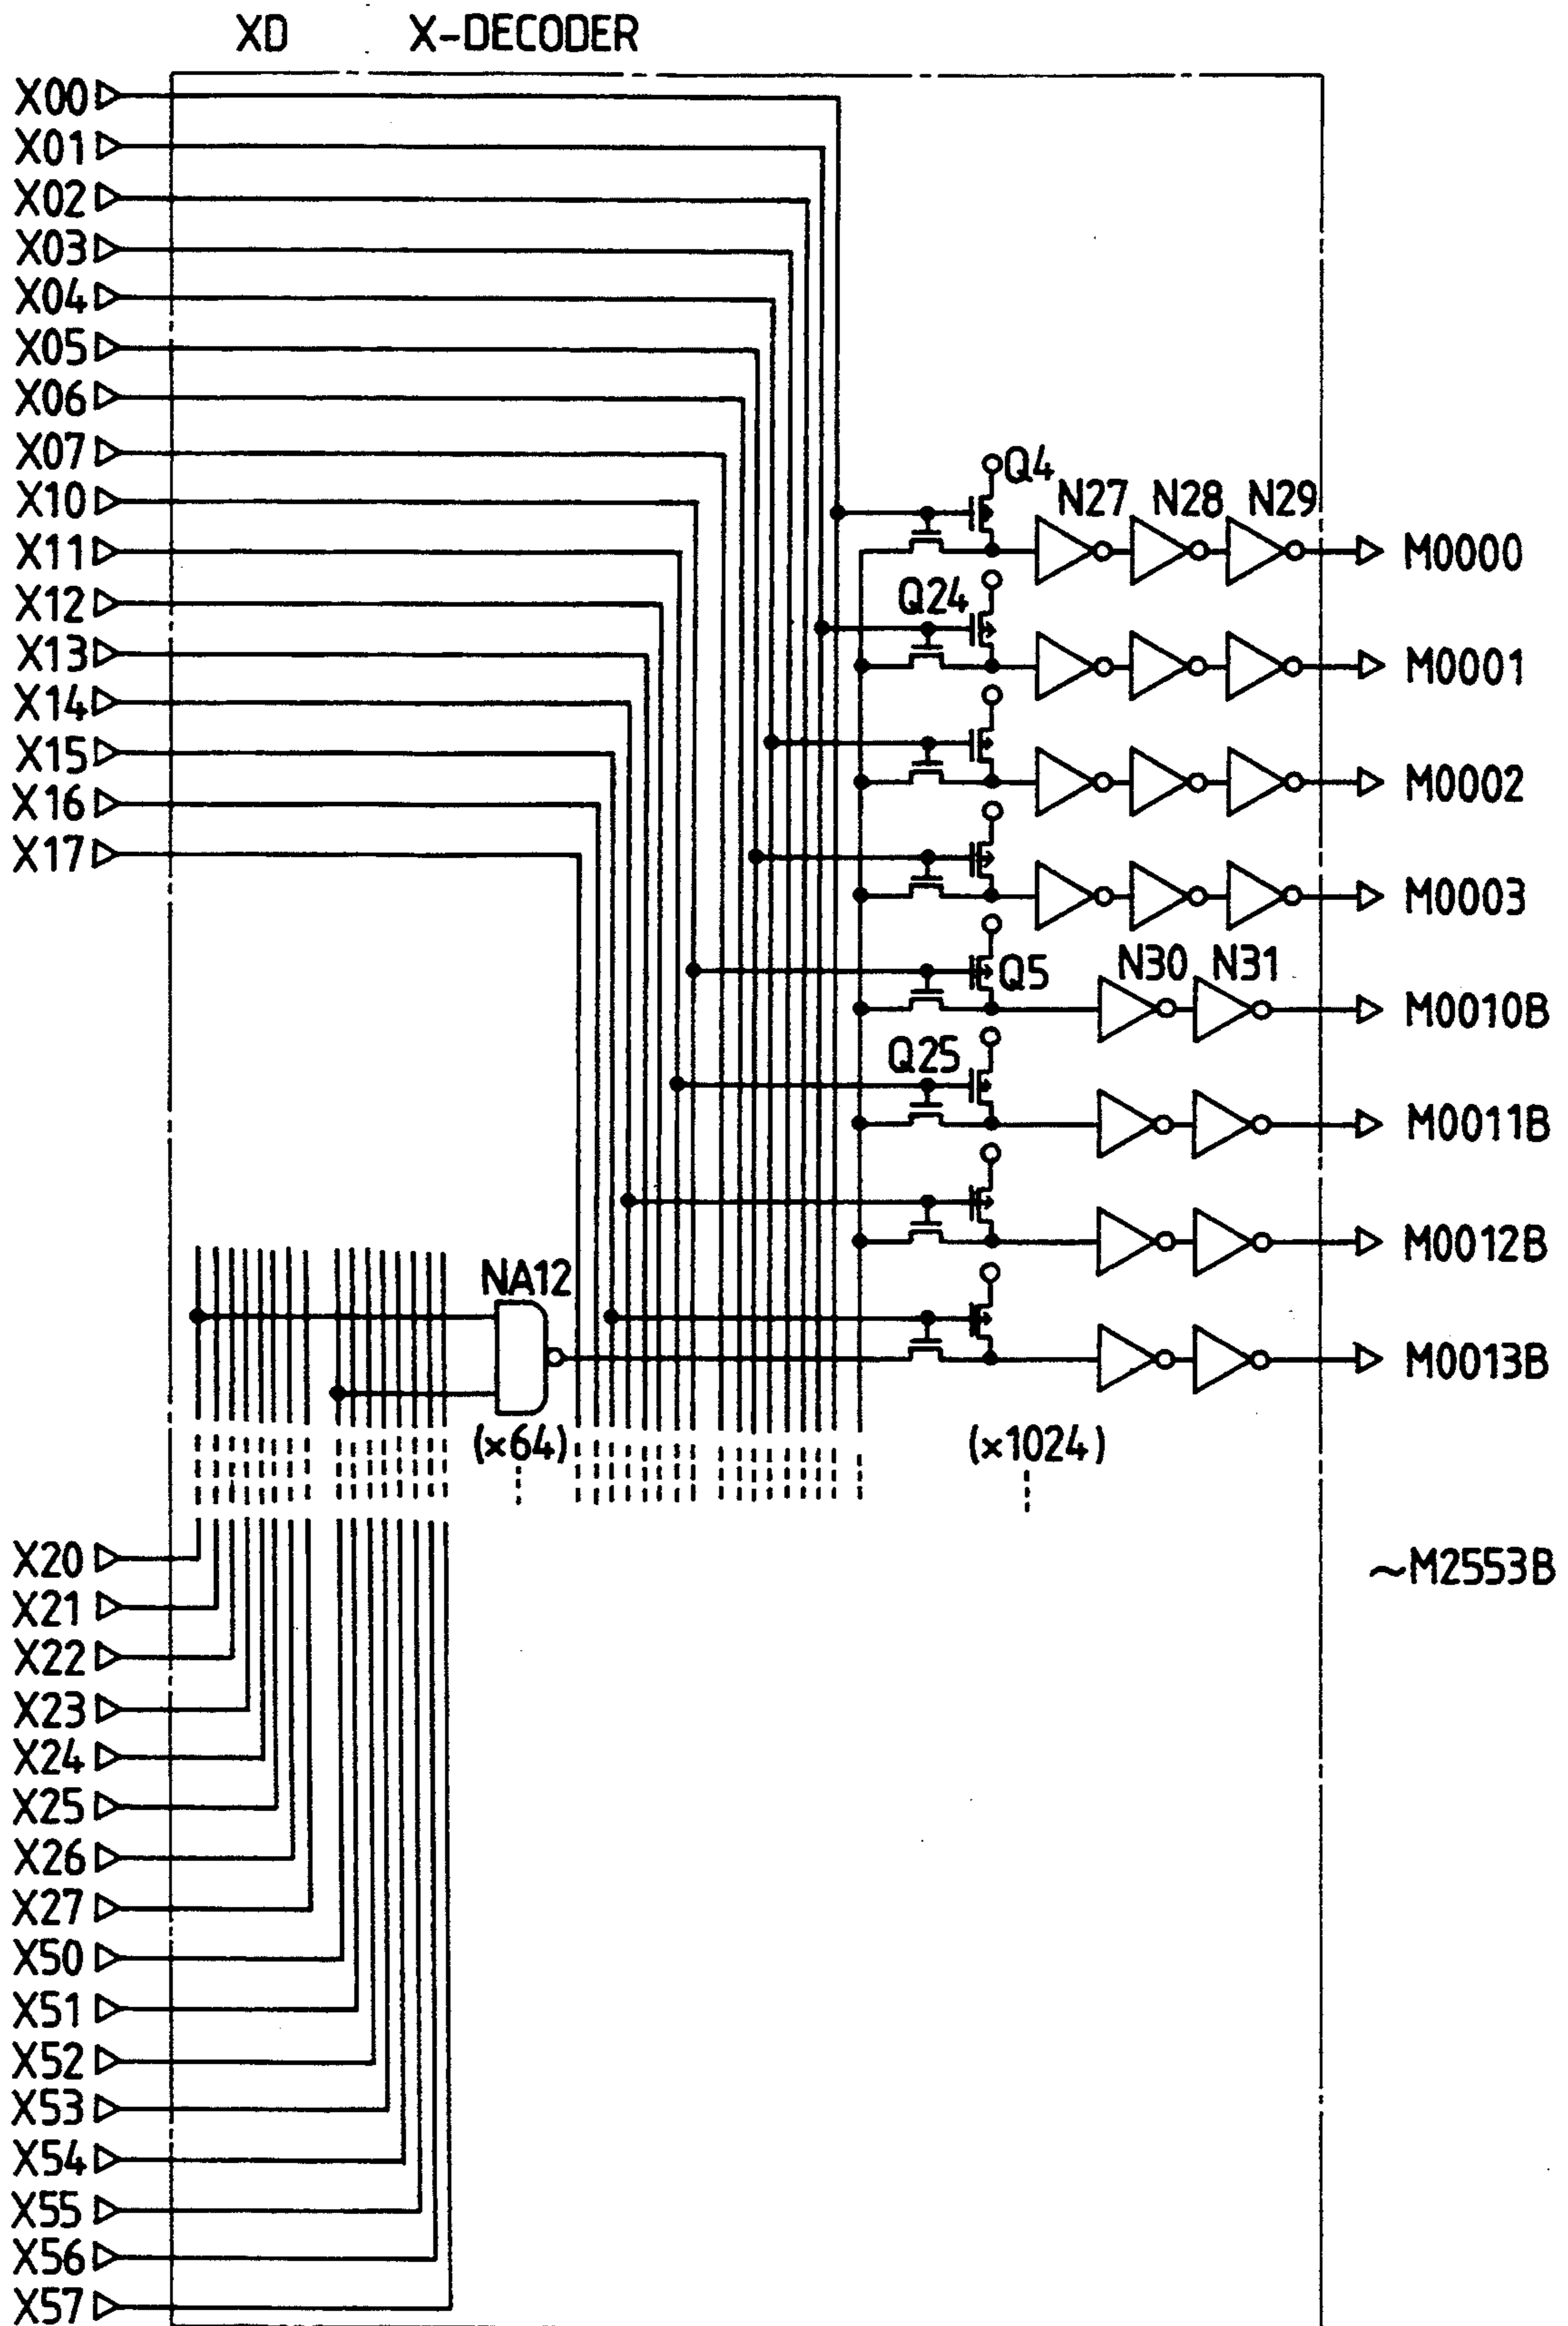 XD X-DECODER
X00
X01
X02
X03
X04
X05
X06
X07
X10
X11
X12
X13
X14
X15
X16
X17
Q4
N27 N28 N29
M0000
Q24
M0001
M0002
M0003
Q5
N30 N31
M0010B
Q25
M0011B
M0012B
NA12
M0013B
(x64)
(x1024)
X20
X21
X22
X23
X24
X25
X26
X27
X50
X51
X52
X53
X54
X55
X56
X57
~M2553B